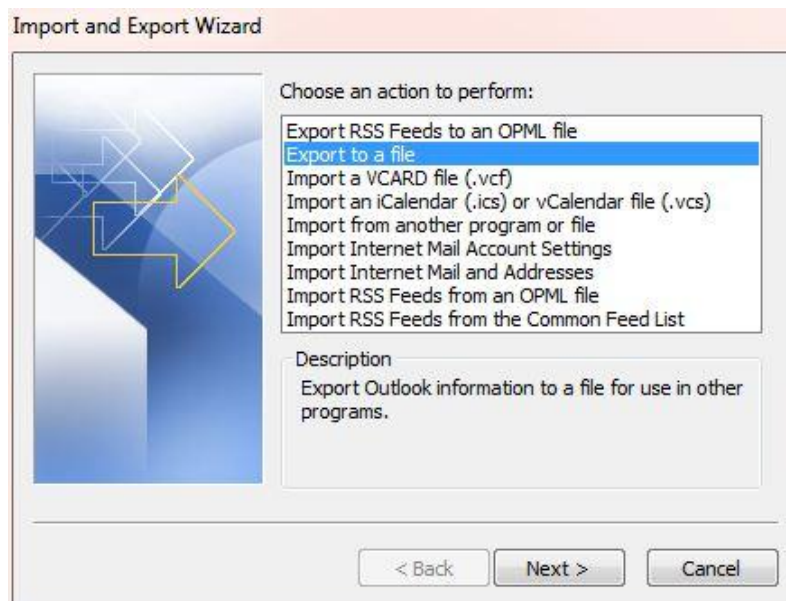 Import and Export Wizard
Choose an action to perform:
Export RSS Feeds to an OPML file
Export to a file
Import a VCARD file (.vcf)
Import an iCalendar (.ics) or vCalendar file (.vcs)
Import from another program or file
Import Internet Mail Account Settings
Import Internet Mail and Addresses
Import RSS Feeds from an OPML file
Import RSS Feeds from the Common Feed List
Description
Export Outlook information to a file for use in other
programs.
< Back Next > Cancel